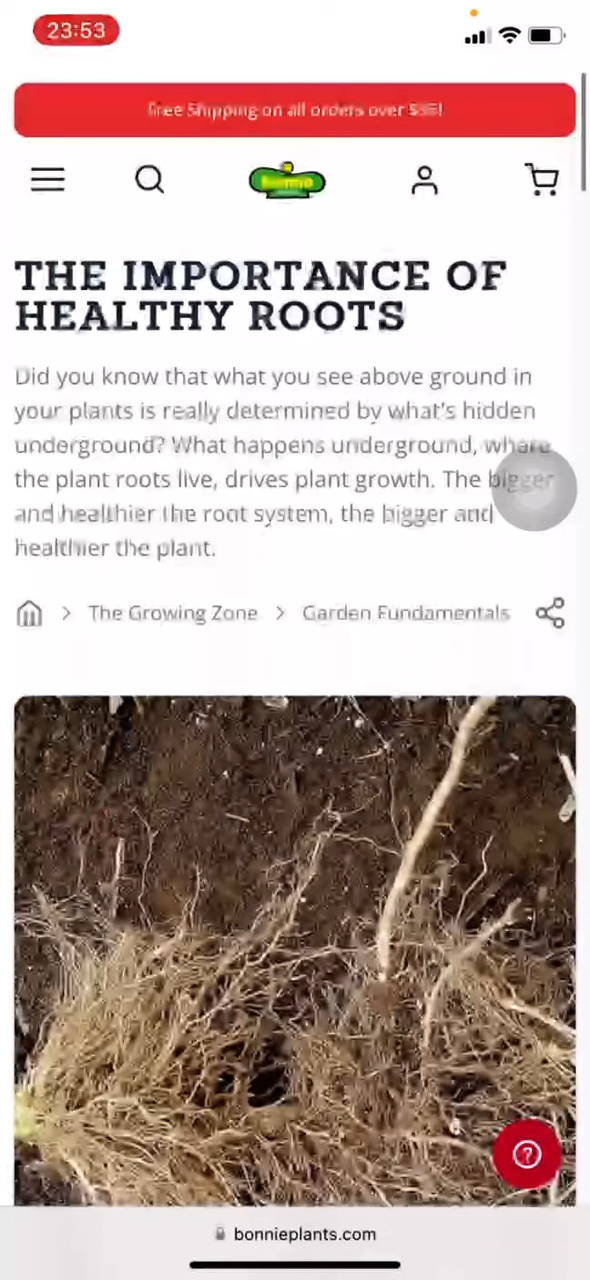 23:53
Free Shipping on all orders over $35!
bonnie
THE IMPORTANCE OF
HEALTHY ROOTS
Did you know that what you see above ground in
your plants is really determined by what's hidden
underground? What happens underground, where
the plant roots live, drives plant growth. The bigger
and healthier the root system, the bigger and
healthier the plant.
The Growing Zone > Garden Fundamentals
bonnieplants.com